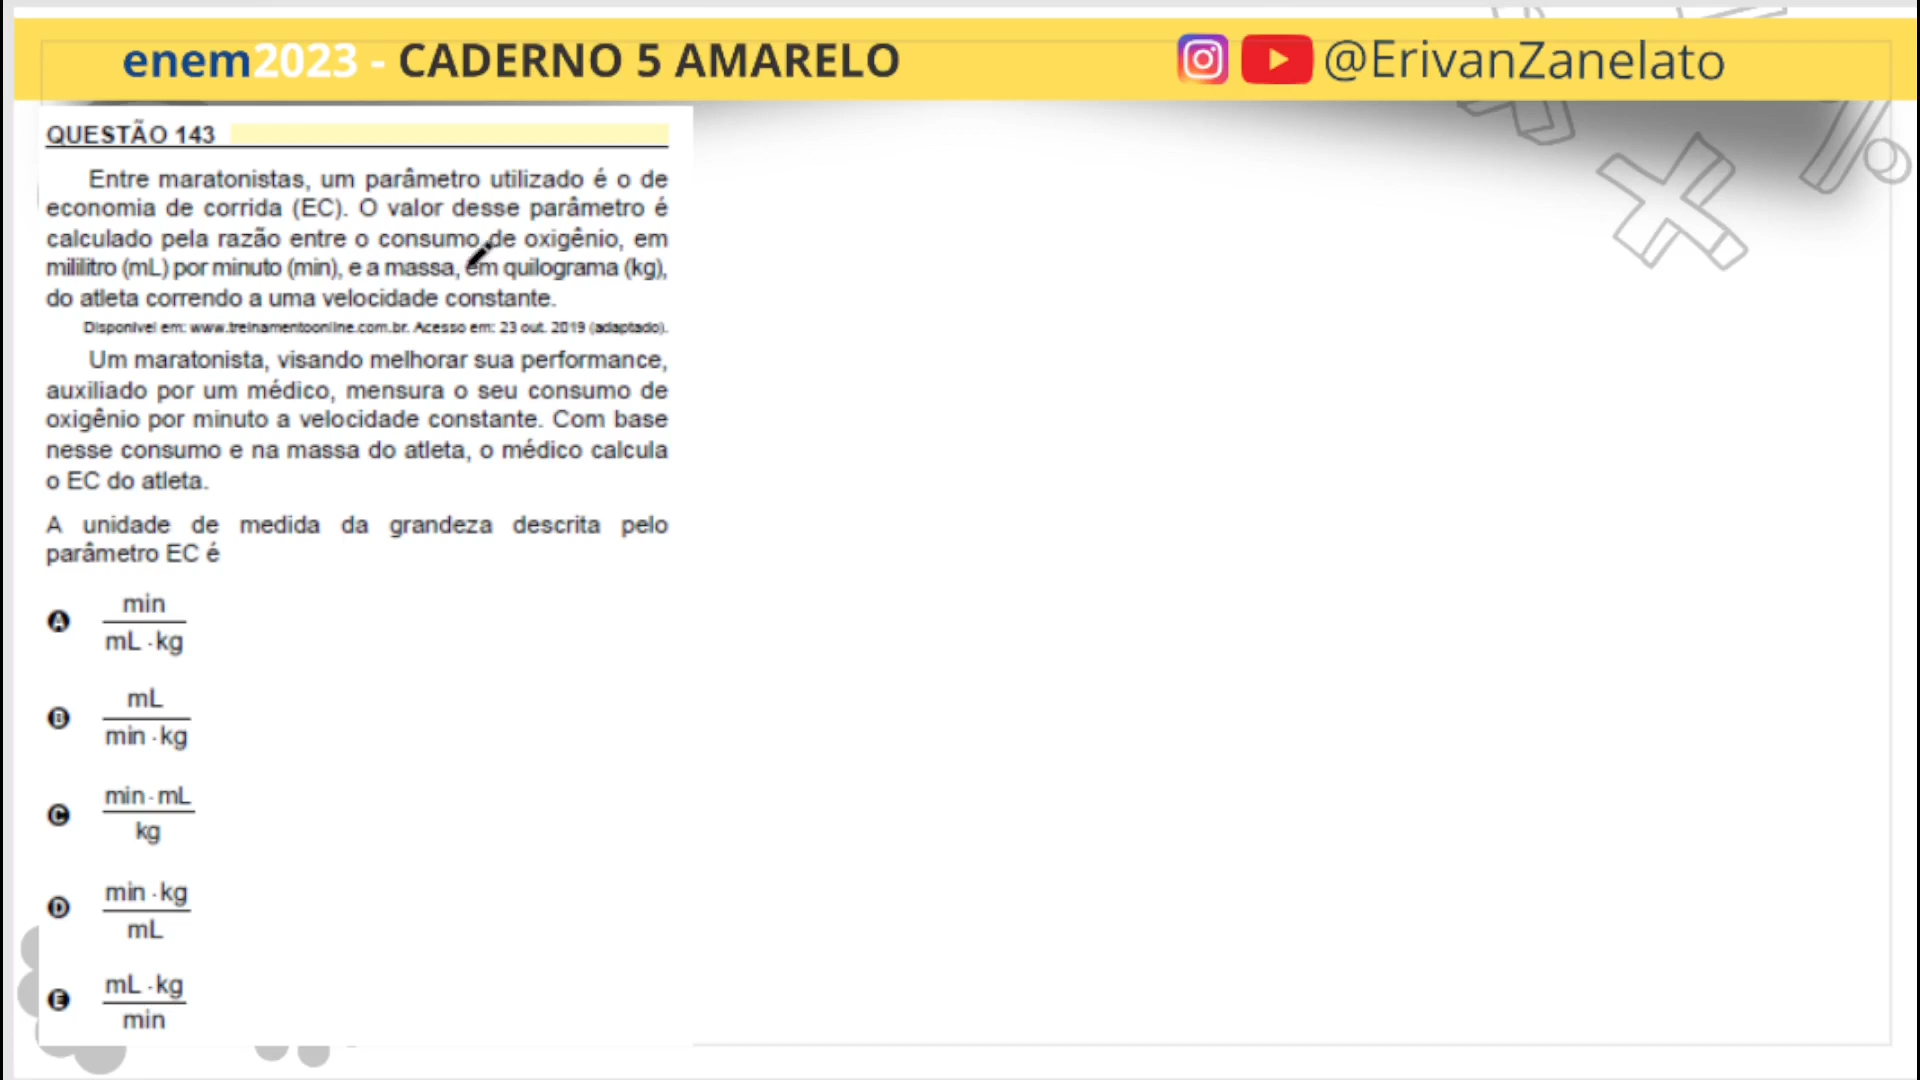 enem2023 - CADERNO 5 AMARELO
@ErivanZanelato
QUESTÃO 143
Entre maratonistas, um parâmetro utilizado é o de
economia de corrida (EC). O valor desse parâmetro é
calculado pela razão entre o consumo de oxigênio, em
mililitro (mL) por minuto (min), e a massa, em quilograma (kg),
do atleta correndo a uma velocidade constante.
Disponível em: www.treinamentoonline.com.br. Acesso em: 23 out. 2019 (adaptado).
Um maratonista, visando melhorar sua performance,
auxiliado por um médico, mensura o seu consumo de
oxigênio por minuto a velocidade constante. Com base
nesse consumo e na massa do atleta, o médico calcula
o EC do atleta.
A unidade de medida da grandeza descrita pelo
parâmetro EC é
min
A
mL · kg
mL
B
min · kg
min · mL
C
kg
min · kg
D
mL
mL · kg
E
min